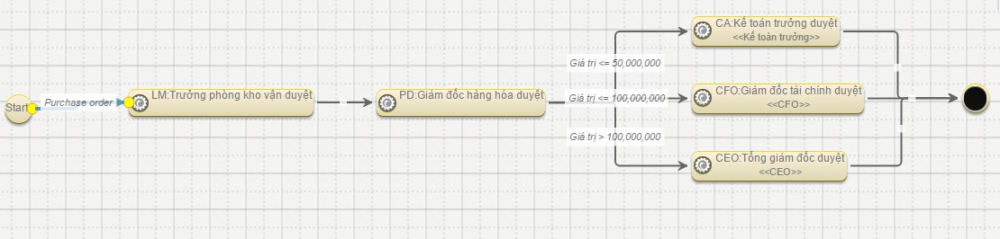 Start
Purchase order
LM:Trưởng phòng kho vận duyệt
PD:Giám đốc hàng hóa duyệt
Giá trị <= 50,000,000
Giá trị <= 100,000,000
Giá trị > 100,000,000
CA:Kế toán trưởng duyệt
<<Kế toán trưởng>>
CFO:Giám đốc tài chính duyệt
<<CFO>>
CEO:Tổng giám đốc duyệt
<<CEO>>